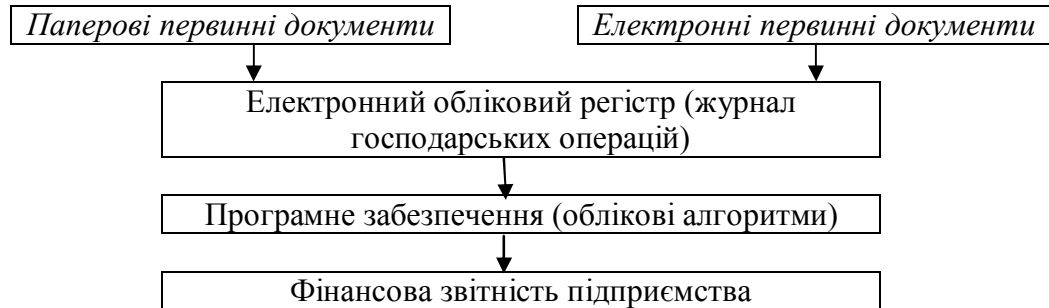 Паперові первинні документи
Електронні первинні документи
Електронний обліковий регістр (журнал
господарських операцій)
Програмне забезпечення (облікові алгоритми)
Фінансова звітність підприємства